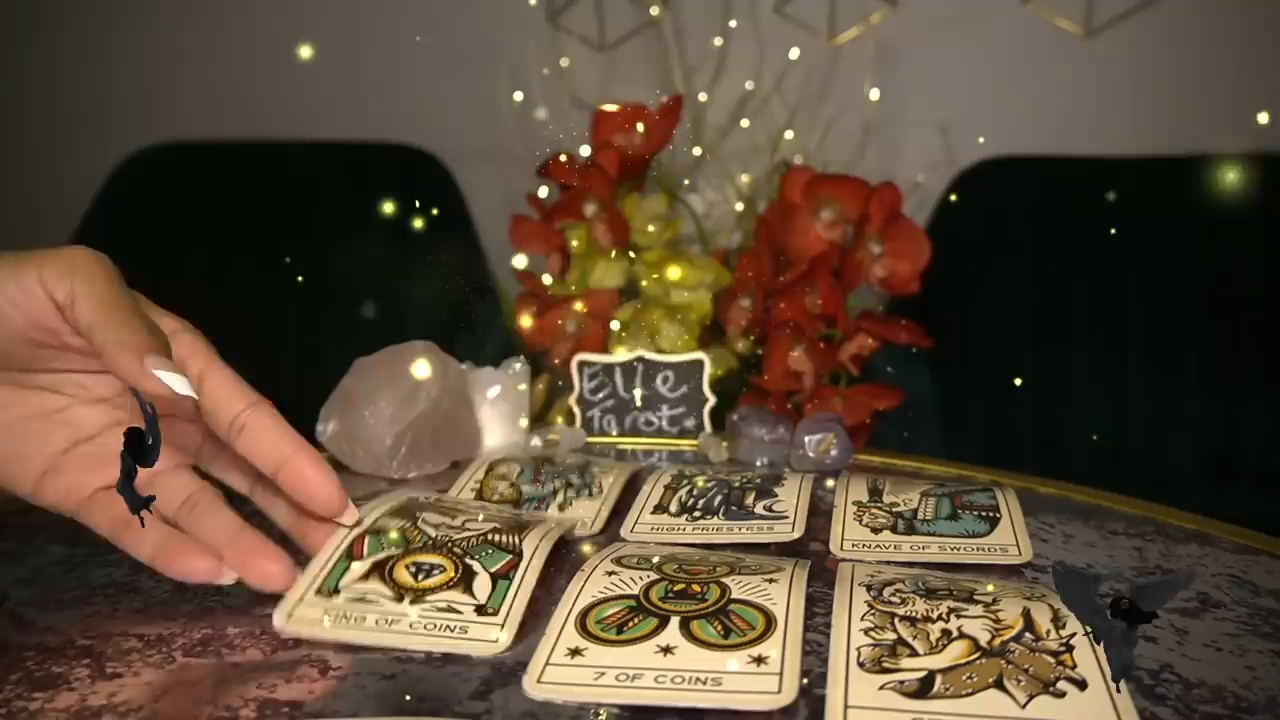 Elle
Tarot
HIGH PRIESTESS
KNAVE OF SWORDS
KING OF COINS
7 OF COINS